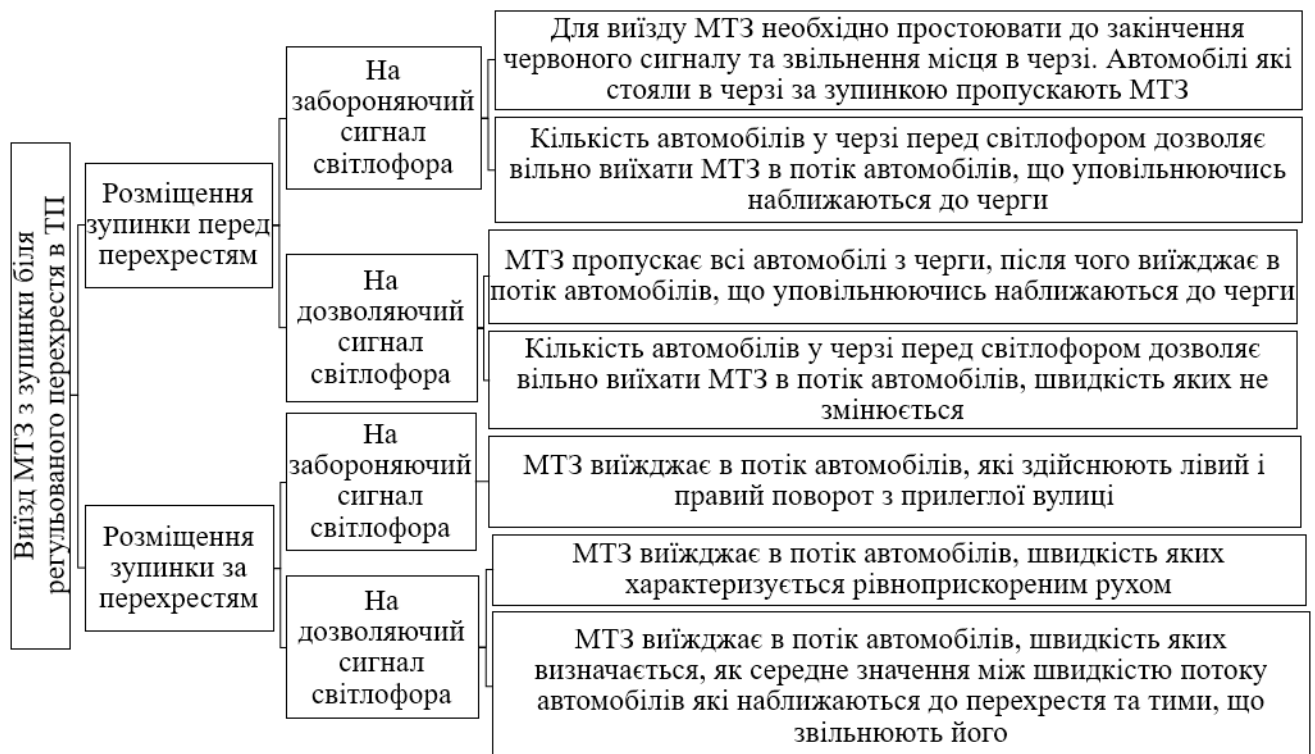 Виїзд МТЗ з зупинки біля
регульованого перехрестя в ТП
Розміщення
зупинки перед
перехрестям
На
забороняючий
сигнал
світлофора
Для виїзду МТЗ необхідно простоювати до закінчення
червоного сигналу та звільнення місця в черзі. Автомобілі які
стояли в черзі за зупинкою пропускають МТЗ
Кількість автомобілів у черзі перед світлофором дозволяє
вільно виїхати МТЗ в потік автомобілів, що уповільнюючись
наближаються до черги
На
дозволяючий
сигнал
світлофора
МТЗ пропускає всі автомобілі з черги, після чого виїжджає в
потік автомобілів, що уповільнюючись наближаються до черги
Кількість автомобілів у черзі перед світлофором дозволяє
вільно виїхати МТЗ в потік автомобілів, швидкість яких не
змінюється
Розміщення
зупинки за
перехрестям
На
забороняючий
сигнал
світлофора
МТЗ виїжджає в потік автомобілів, які здійснюють лівий і
правий поворот з прилеглої вулиці
На
дозволяючий
сигнал
світлофора
МТЗ виїжджає в потік автомобілів, швидкість яких
характеризується рівноприскореним рухом
МТЗ виїжджає в потік автомобілів, швидкість яких
визначається, як середне значення між швидкістю потоку
автомобілів які наближаються до перехрестя та тими, що
звільнюють його